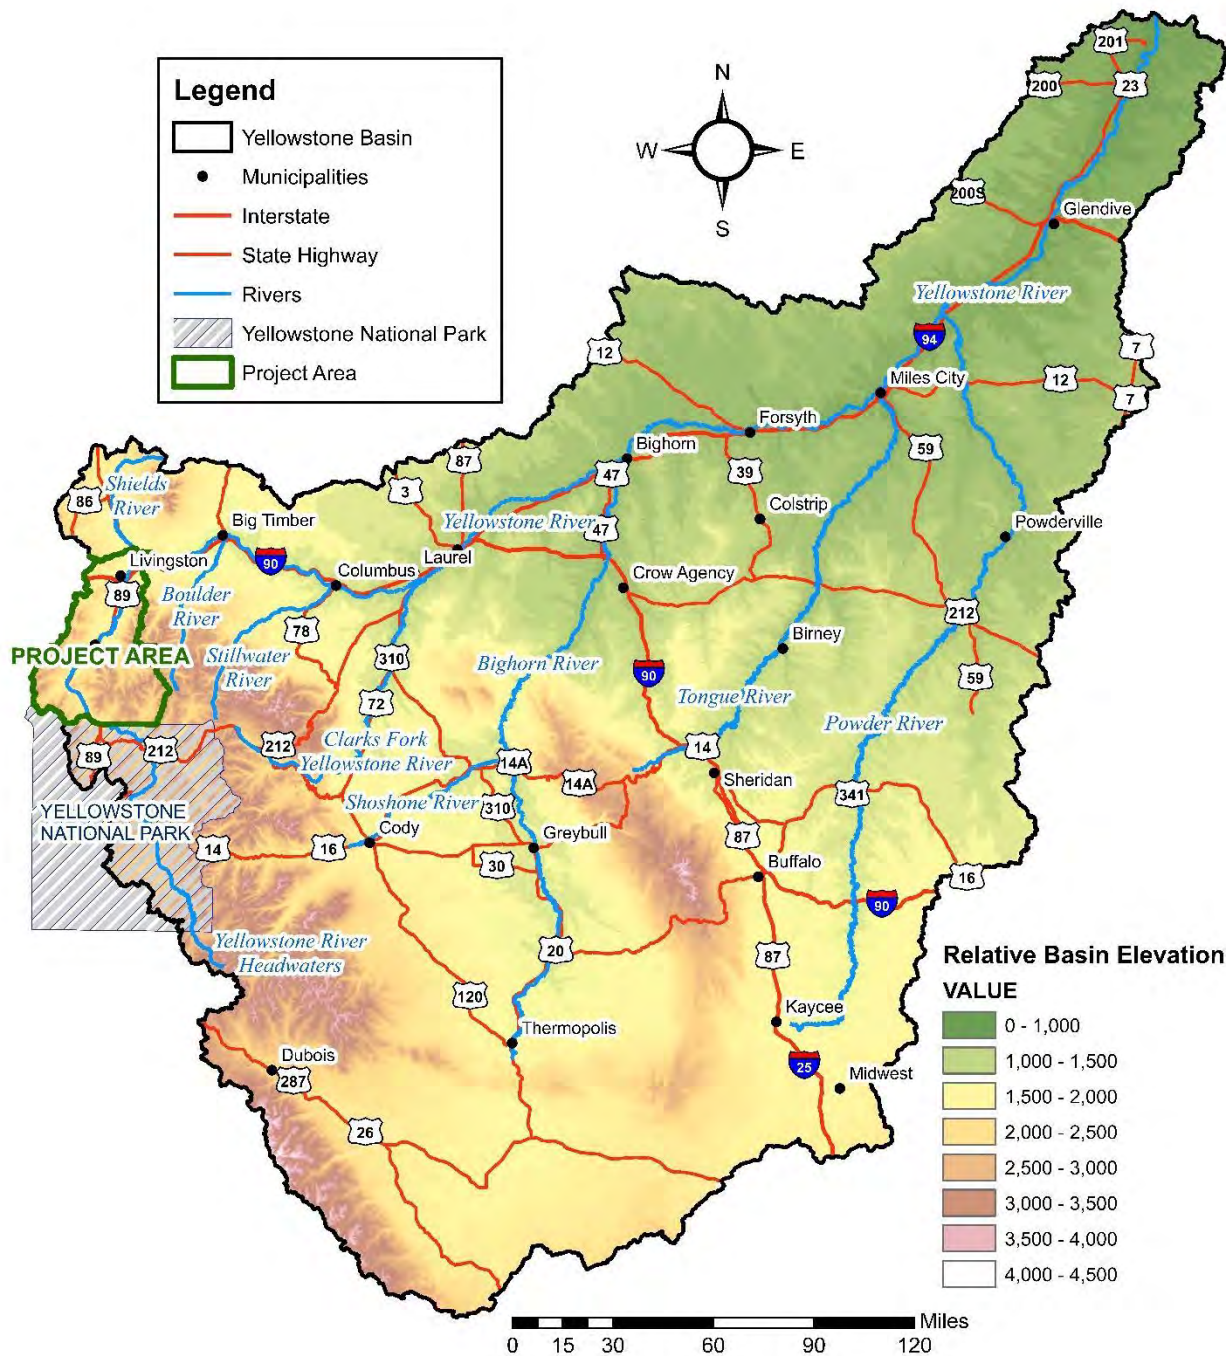 Legend
Yellowstone Basin
Municipalities
Interstate
State Highway
Rivers
Yellowstone National Park
Project Area
N
W
E
S
201
200
23
200S
Glendive
Yellowstone River
94
7
12
12
Miles City
7
Forsyth
59
Bighorn
87
47
39
3
86
Shields
River
Big Timber
Yellowstone River
Colstrip
47
Powderville
Laurel
Livingston
90
Columbus
Crow Agency
89
Boulder
River
212
78
Birney
PROJECT AREA
Stillwater
River
310
Bighorn River
90
59
72
Tongue River
Powder River
89
212
212
Clarks Fork
Yellowstone River
14
14A
14A
Sheridan
341
YELLOWSTONE
NATIONAL PARK
Shoshone River
310
Cody
Greybull
87
14
16
30
Buffalo
16
90
Yellowstone River
Headwaters
20
87
120
Kaycee
Thermopolis
Dubois
287
25
Midwest
26
Relative Basin Elevation
VALUE
0 - 1,000
1,000 - 1,500
1,500 - 2,000
2,000 - 2,500
2,500 - 3,000
3,000 - 3,500
3,500 - 4,000
4,000 - 4,500
Miles
0 15 30 60 90 120